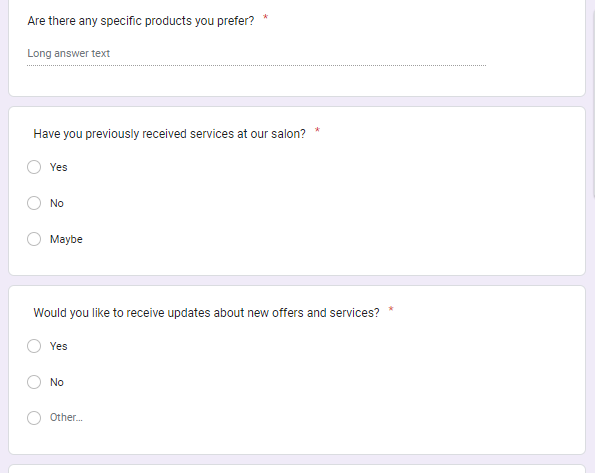 Are there any specific products you prefer? *
Long answer text
Have you previously received services at our salon? *
Yes
No
Maybe
Would you like to receive updates about new offers and services? *
Yes
No
Other...